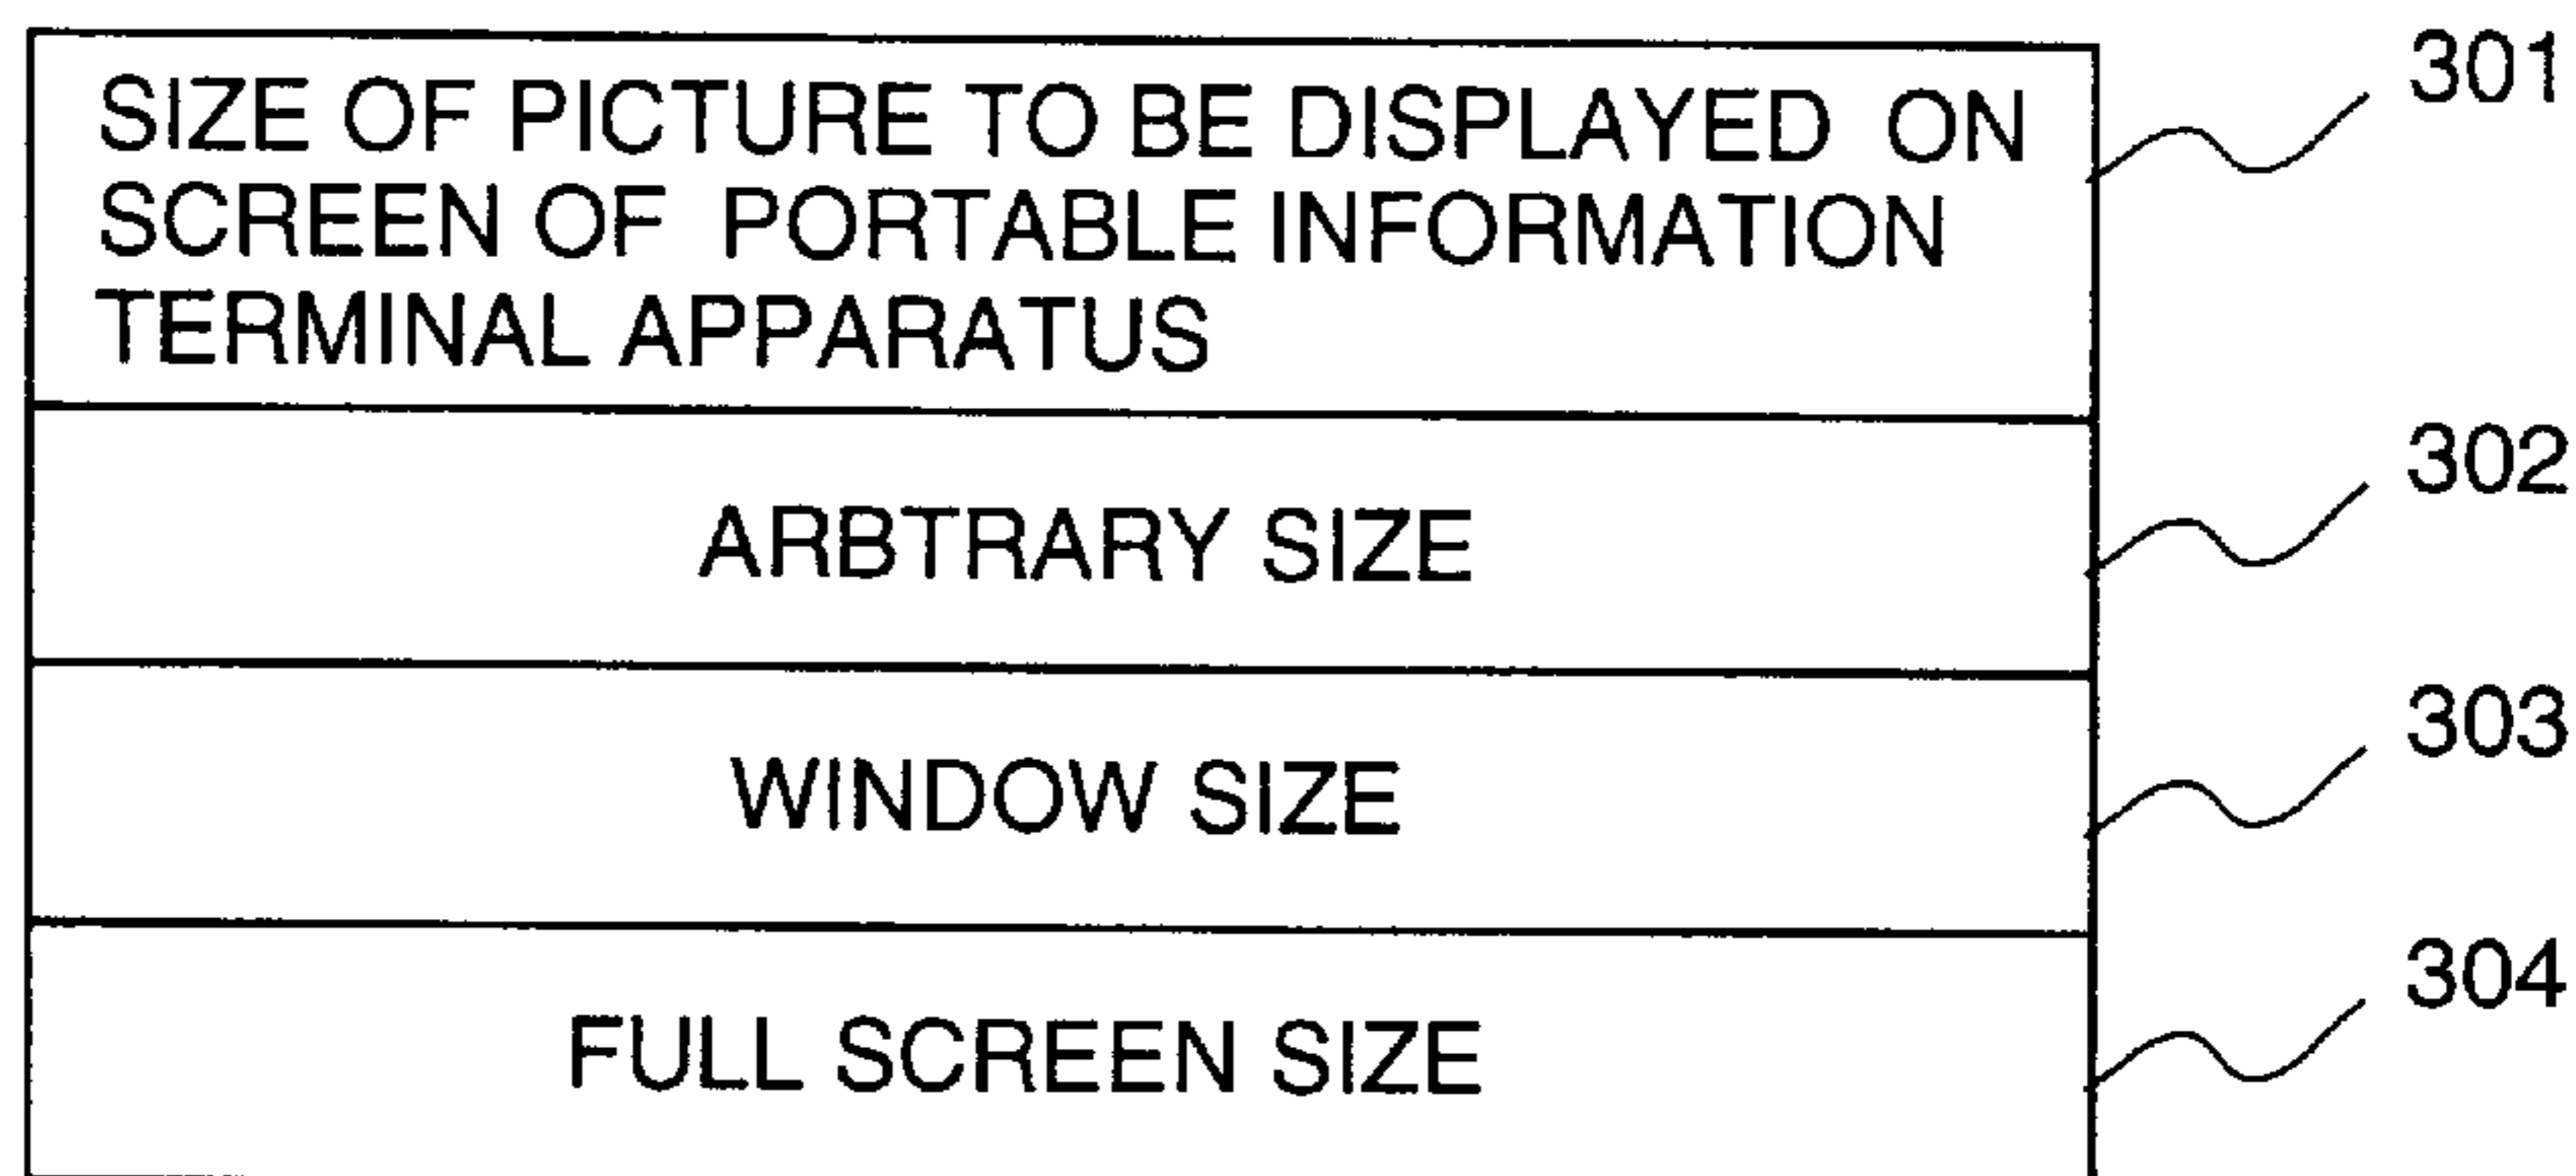 SIZE OF PICTURE TO BE DISPLAYED ON
SCREEN OF PORTABLE INFORMATION
TERMINAL APPARATUS
301
ARBTRARY SIZE
302
WINDOW SIZE
303
FULL SCREEN SIZE
304